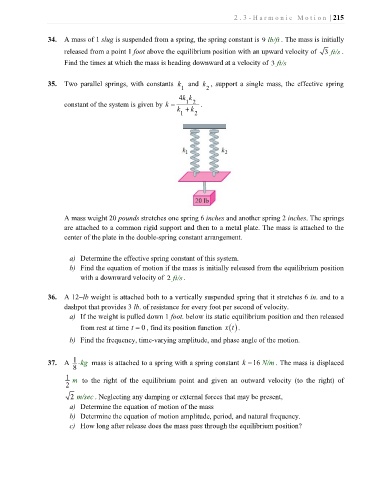 2.3-Harmonic Motion | 215
34. A mass of 1 slug is suspended from a spring, the spring constant is 9 lb/ft . The mass is initially
released from a point 1 foot above the equilibrium position with an upward velocity of √3 ft/s .
Find the times at which the mass is heading downward at a velocity of 3 ft/s
35. Two parallel springs, with constants k₁ and k₂ , support a single mass, the effective spring
constant of the system is given by k = 4k₁k₂ / (k₁ + k₂) .
k₁ k₂
20 lb
A mass weight 20 pounds stretches one spring 6 inches and another spring 2 inches. The springs
are attached to a common rigid support and then to a metal plate. The mass is attached to the
center of the plate in the double-spring constant arrangement.
a) Determine the effective spring constant of this system.
b) Find the equation of motion if the mass is initially released from the equilibrium position
with a downward velocity of 2 ft/s .
36. A 12–lb weight is attached both to a vertically suspended spring that it stretches 6 in. and to a
dashpot that provides 3 lb. of resistance for every foot per second of velocity.
a) If the weight is pulled down 1 foot. below its static equilibrium position and then released
from rest at time t = 0 , find its position function x(t) .
b) Find the frequency, time-varying amplitude, and phase angle of the motion.
37. A 1/8-kg mass is attached to a spring with a spring constant k = 16 N/m . The mass is displaced
1/2 m to the right of the equilibrium point and given an outward velocity (to the right) of
√2 m/sec . Neglecting any damping or external forces that may be present,
a) Determine the equation of motion of the mass
b) Determine the equation of motion amplitude, period, and natural frequency.
c) How long after release does the mass pass through the equilibrium position?